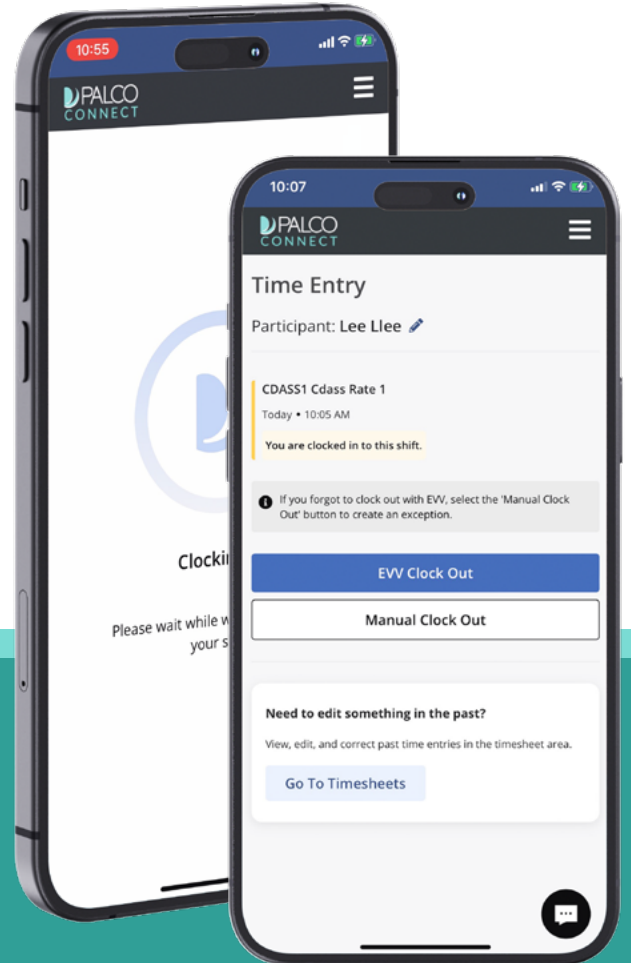 10:55
PALCO
CONNECT
Please wait while
your
10:07
PALCO
CONNECT
Time Entry
Participant: Lee Llee
CDASS1 Cdass Rate 1
Today • 10:05 AM
You are clocked in to this shift.
If you forgot to clock out with EVV, select the 'Manual Clock
Out' button to create an exception.
EVV Clock Out
Manual Clock Out
Need to edit something in the past?
View, edit, and correct past time entries in the timesheet area.
Go To Timesheets